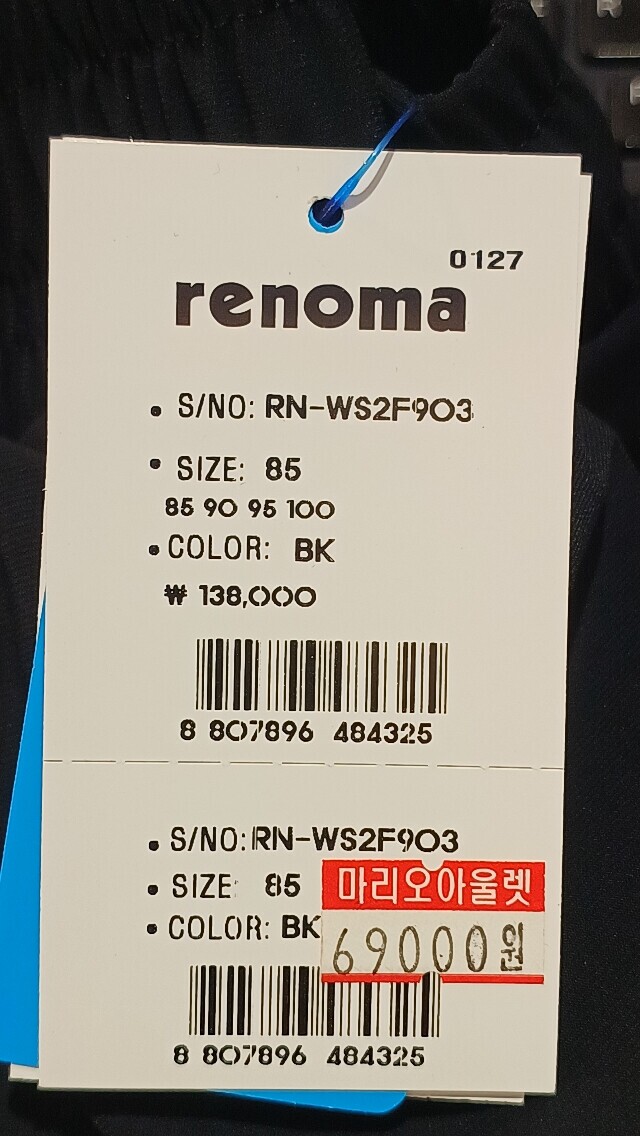 0127
renoma
• S/NO: RN-WS2F903
• SIZE: 85
85 90 95 100
• COLOR: BK
₩ 138,000
8 807896 484325
• S/NO: RN-WS2F903
• SIZE: 85
• COLOR: BK
마리오아울렛
69000원
8 807896 484325